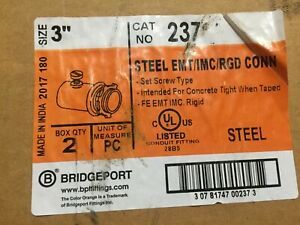 SIZE 3"
CAT NO 237
STEEL EMT/IMC/RGD CONN
- Set Screw Type
- Intended For Concrete Tight When Taped
- FE EMT IMC, Rigid
MADE IN INDIA 2017 180
BOX QTY 2
UNIT OF MEASURE PC
C UL US
LISTED
CONDUIT FITTING
28B5
STEEL
B BRIDGEPORT
www.bptfittings.com
The Color Orange is a Trademark
of Bridgeport Fittings Inc.
3 07 81747 00237 3